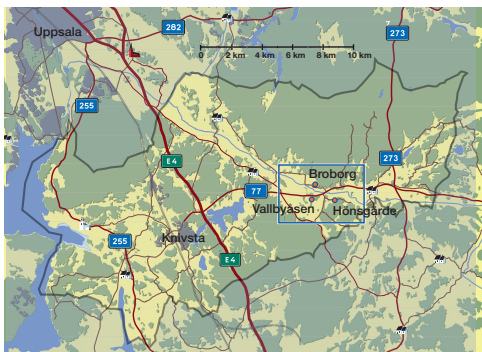 7
282
Uppsala
273
0 2 km 4 km 6 km 8 km 10 km
255
273
E4
Broborg
77
Vallbyåsen
Hönsgärde
Knivsta
255
E4